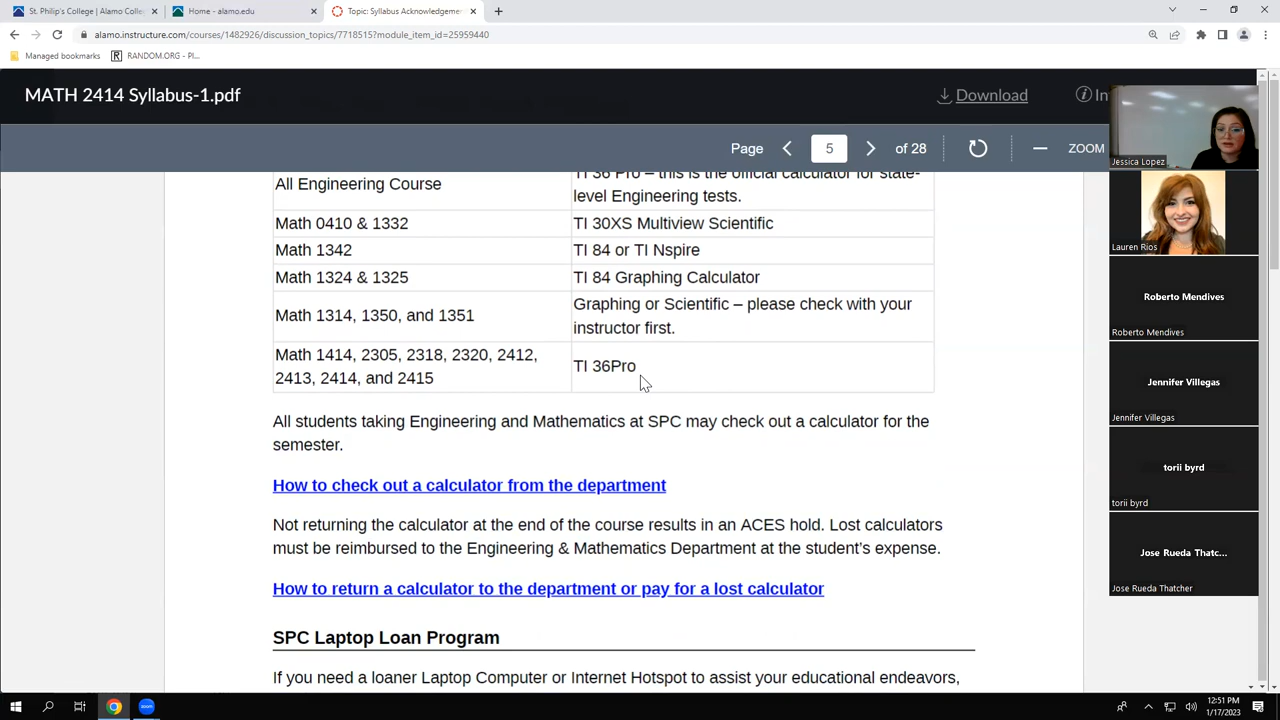 St. Philip's College | Alamo Colle
Home - alamo.edu
Topic: Syllabus Acknowledgeme
alamo.instructure.com/courses/1482926/discussion_topics/7718515?module_item_id=25959440
Managed bookmarks
RANDOM.ORG - Pl...
MATH 2414 Syllabus-1.pdf
Download
In
Page
5
of 28
ZOOM
All Engineering Course
TI 36 Pro – this is the official calculator for state-
level Engineering tests.
Math 0410 & 1332
TI 30XS Multiview Scientific
Math 1342
TI 84 or TI Nspire
Math 1324 & 1325
TI 84 Graphing Calculator
Math 1314, 1350, and 1351
Graphing or Scientific – please check with your
instructor first.
Math 1414, 2305, 2318, 2320, 2412,
2413, 2414, and 2415
TI 36Pro
All students taking Engineering and Mathematics at SPC may check out a calculator for the
semester.
How to check out a calculator from the department
Not returning the calculator at the end of the course results in an ACES hold. Lost calculators
must be reimbursed to the Engineering & Mathematics Department at the student's expense.
How to return a calculator to the department or pay for a lost calculator
SPC Laptop Loan Program
If you need a loaner Laptop Computer or Internet Hotspot to assist your educational endeavors,
Jessica Lopez
Lauren Rios
Roberto Mendives
Roberto Mendives
Jennifer Villegas
Jennifer Villegas
torii byrd
torii byrd
Jose Rueda Thatc...
Jose Rueda Thatcher
zoom
12:51 PM
1/17/2023